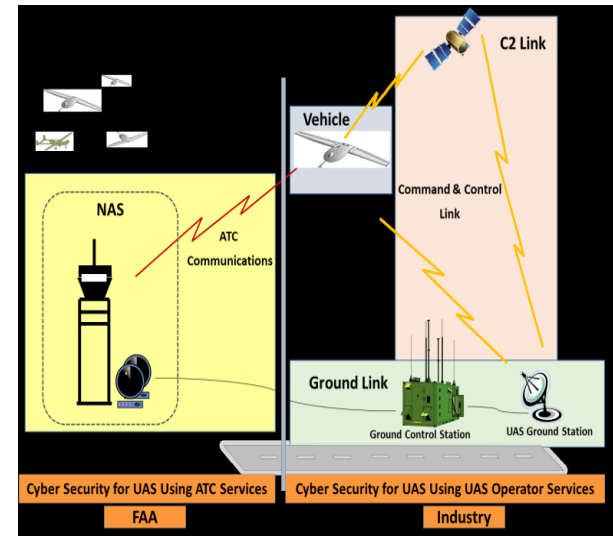 C2 Link
Vehicle
Command & Control
Link
NAS
ATC
Communications
Ground Link
Ground Control Station
UAS Ground Station
Cyber Security for UAS Using ATC Services
Cyber Security for UAS Using UAS Operator Services
FAA
Industry